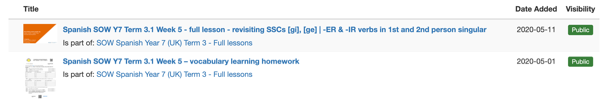 Title Date Added Visibility
Spanish SOW Y7 Term 3.1 Week 5 - full lesson - revisiting SSCs [gi], [ge] | -ER & -IR verbs in 1st and 2nd person singular 2020-05-11 Public
Is part of: SOW Spanish Year 7 (UK) Term 3 - Full lessons
Spanish SOW Y7 Term 3.1 Week 5 – vocabulary learning homework 2020-05-01 Public
Is part of: SOW Spanish Year 7 (UK) Term 3 - Full lessons